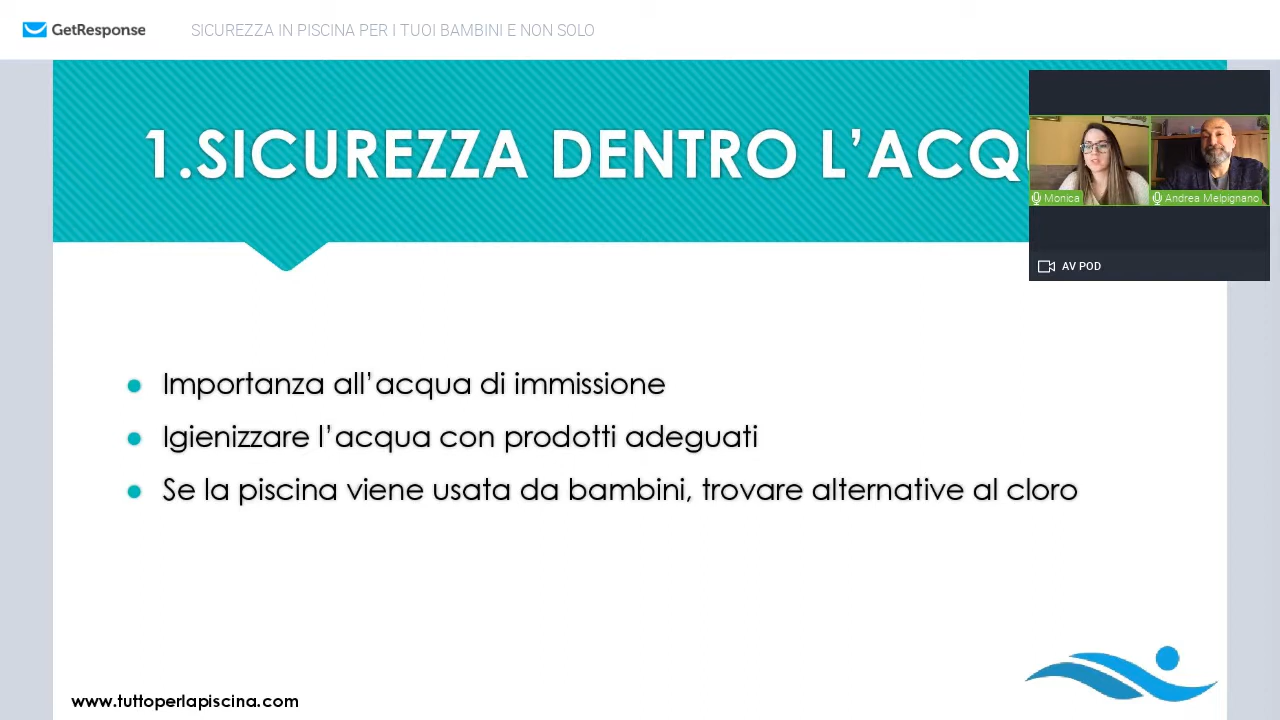 GetResponse
SICUREZZA IN PISCINA PER I TUOI BAMBINI E NON SOLO
1.SICUREZZA DENTRO L’ACQU
Monica
Andrea Melpignano
AV POD
Importanza all’acqua di immissione
Igienizzare l’acqua con prodotti adeguati
Se la piscina viene usata da bambini, trovare alternative al cloro
www.tuttoperlapiscina.com